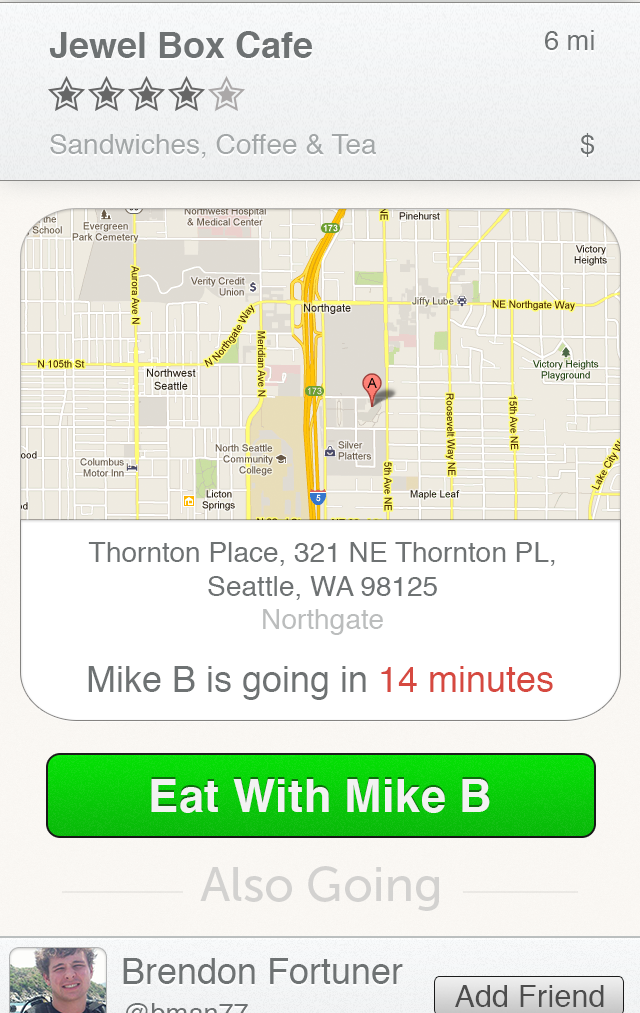 Jewel Box Cafe
6 mi
Sandwiches, Coffee & Tea
$
the
School
Evergreen
Park Cemetery
Northwest Hospital
& Medical Center
173
NE
Pinehurst
Victory
Heights
Aurora Ave N
Verity Credit
Union
$
Northgate
Jiffy Lube
NE Northgate Way
N Northgate Way
Meridian Ave N
N 105th St
Northwest
Seattle
A
173
Victory Heights
Playground
Roosevelt Way NE
15th Ave NE
ood
Columbus
Motor Inn
North Seattle
Community
College
Silver
Platters
5th Ave NE
Lake City W
Licton
Springs
5
Maple Leaf
Thornton Place, 321 NE Thornton PL,
Seattle, WA 98125
Northgate
Mike B is going in 14 minutes
Eat With Mike B
Also Going
Brendon Fortuner
@bman77
Add Friend